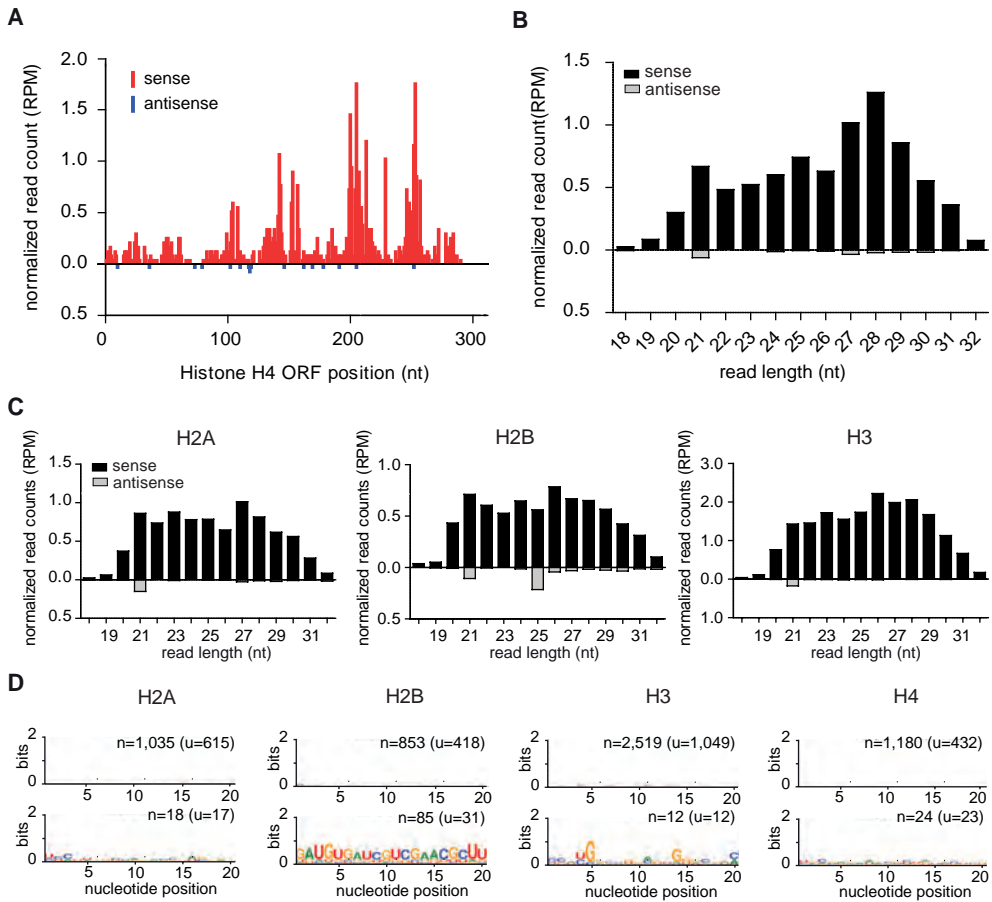 A
normalized read count (RPM)
2.0
1.5
1.0
0.5
0.0
0.5
sense
antisense
0 100 200 300
Histone H4 ORF position (nt)
B
normalized read count(RPM)
1.5
1.0
0.5
0.0
0.5
sense
antisense
18 19 20 21 22 23 24 25 26 27 28 29 30 31 32
read length (nt)
C
H2A
normalized read counts (RPM)
1.5
1.0
0.5
0.0
0.5
sense
antisense
19 21 23 25 27 29 31
read length (nt)
H2B
normalized read counts (RPM)
1.0
0.5
0.0
0.5
19 21 23 25 27 29 31
read length (nt)
H3
normalized read counts (RPM)
3.0
2.0
1.0
0.0
1.0
19 21 23 25 27 29 31
read length (nt)
D
H2A
bits
2
0
n=1,035 (u=615)
5 10 15 20
bits
2
0
n=18 (u=17)
5 10 15 20
nucleotide position
H2B
bits
2
0
n=853 (u=418)
5 10 15 20
bits
2
0
n=85 (u=31)
GAUGUGAUCGUCGAACGCUU
5 10 15 20
nucleotide position
H3
bits
2
0
n=2,519 (u=1,049)
5 10 15 20
bits
2
0
n=12 (u=12)
5 10 15 20
nucleotide position
H4
bits
2
0
n=1,180 (u=432)
5 10 15 20
bits
2
0
n=24 (u=23)
5 10 15 20
nucleotide position